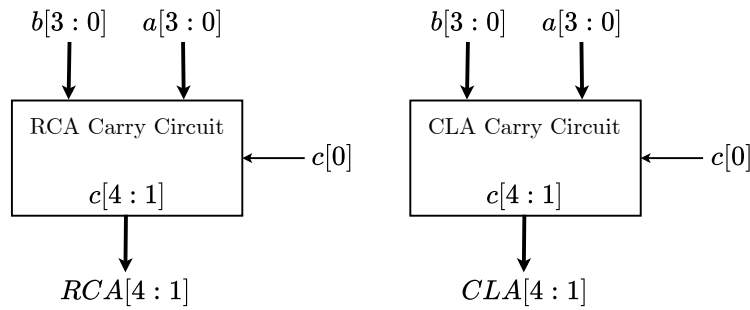 b[3 : 0] a[3 : 0] b[3 : 0] a[3 : 0]
RCA Carry Circuit CLA Carry Circuit
c[0] c[0]
c[4 : 1] c[4 : 1]
RCA[4 : 1] CLA[4 : 1]